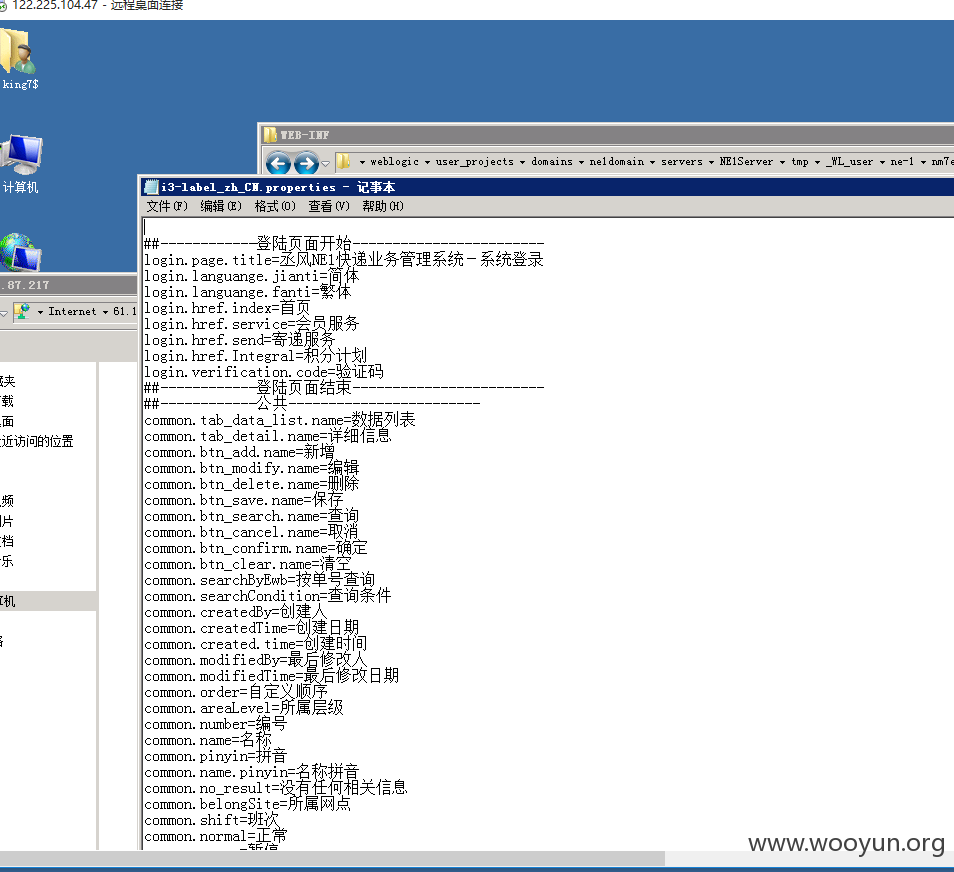 122.225.104.47 - 远程桌面连接
king7$
WEB-INF
weblogic ▾ user_projects ▾ domains ▾ ne1domain ▾ servers ▾ NE1Server ▾ tmp ▾ _WL_user ▾ ne-1 ▾ nm7e
计算机
i3-label_zh_CN.properties - 记事本
文件(F) 编辑(E) 格式(O) 查看(V) 帮助(H)
.87.217
Internet ▾ 61.1
载
面
近访问的位置
频
片
档
乐
机
##------------登陆页面开始------------------------
login.page.title=丞风NE1快递业务管理系统－系统登录
login.languange.jianti=简体
login.languange.fanti=繁体
login.href.index=首页
login.href.service=会员服务
login.href.send=寄递服务
login.href.Integral=积分计划
login.verification.code=验证码
##------------登陆页面结束------------------------
##------------公共------------------------
common.tab_data_list.name=数据列表
common.tab_detail.name=详细信息
common.btn_add.name=新增
common.btn_modify.name=编辑
common.btn_delete.name=删除
common.btn_save.name=保存
common.btn_search.name=查询
common.btn_cancel.name=取消
common.btn_confirm.name=确定
common.btn_clear.name=清空
common.searchByEwb=按单号查询
common.searchCondition=查询条件
common.createdBy=创建人
common.createdTime=创建日期
common.created.time=创建时间
common.modifiedBy=最后修改人
common.modifiedTime=最后修改日期
common.order=自定义顺序
common.areaLevel=所属层级
common.number=编号
common.name=名称
common.pinyin=拼音
common.name.pinyin=名称拼音
common.no_result=没有任何相关信息
common.belongSite=所属网点
common.shift=班次
common.normal=正常
www.wooyun.org